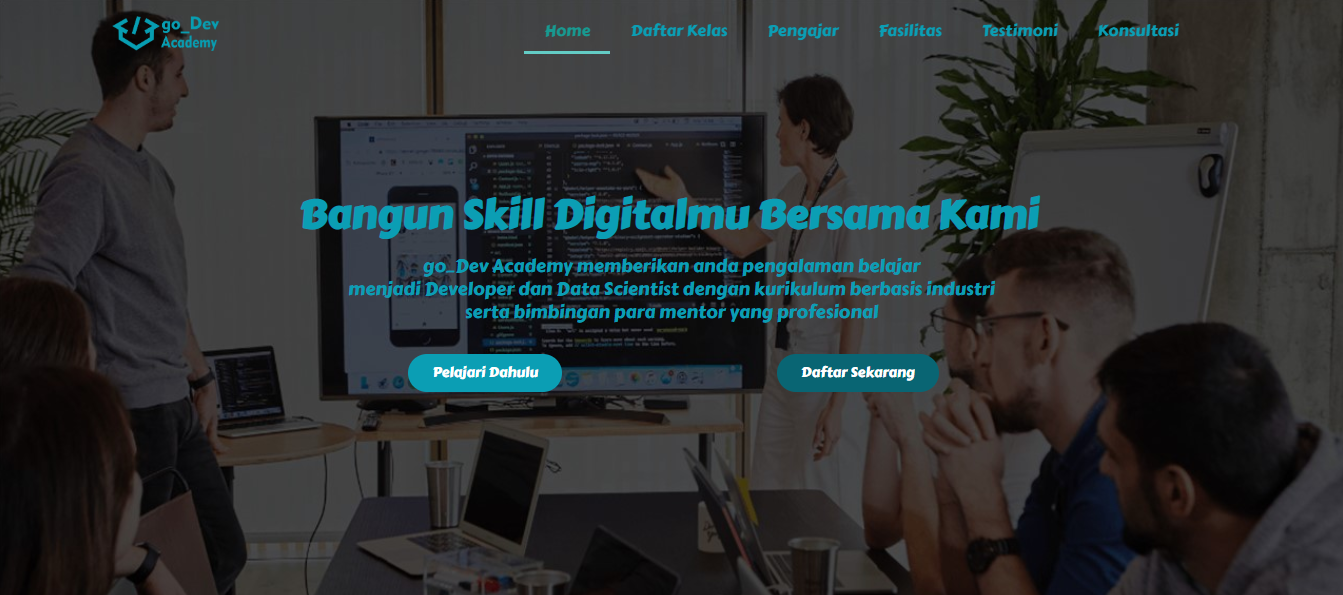 go_Dev
Academy
Home Daftar Kelas Pengajar Fasilitas Testimoni Konsultasi
Bangun Skill Digitalmu Bersama Kami
go_Dev Academy memberikan anda pengalaman belajar
menjadi Developer dan Data Scientist dengan kurikulum berbasis industri
serta bimbingan para mentor yang profesional
Pelajari Dahulu Daftar Sekarang